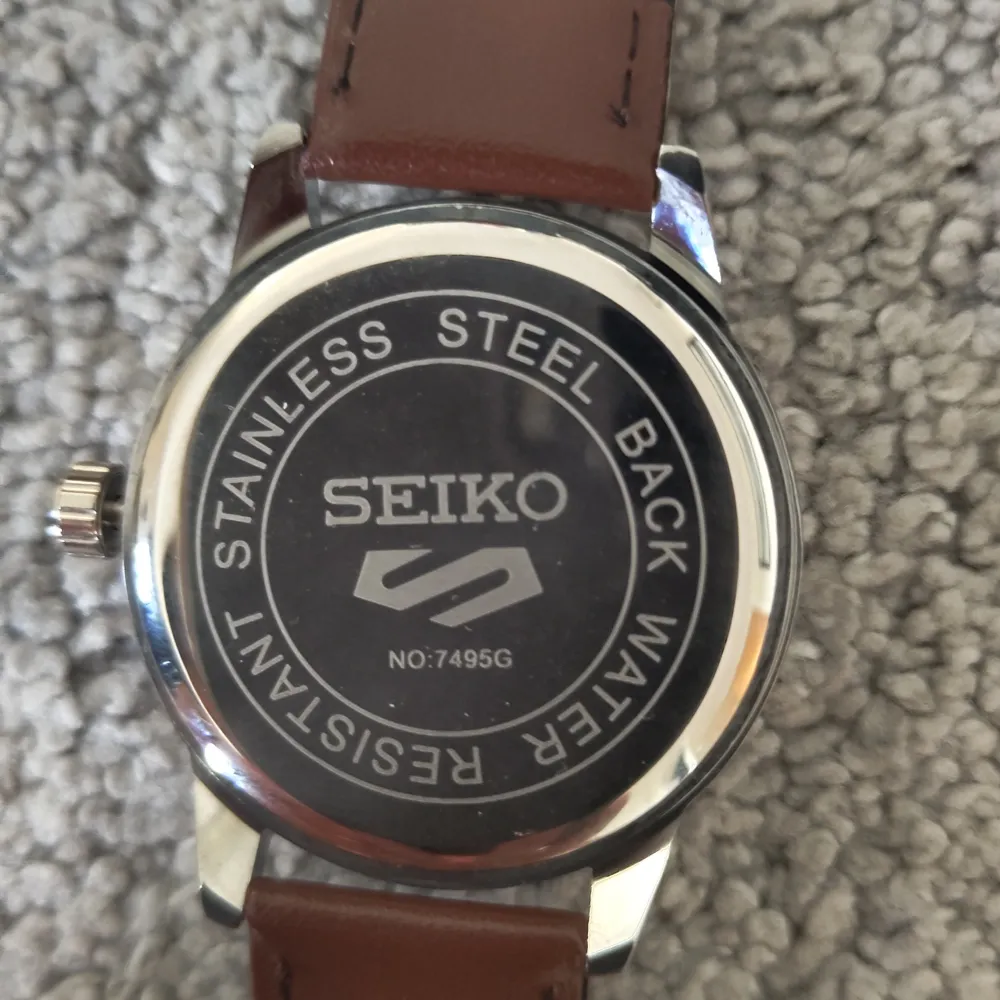 STAINLESS STEEL BACK WATER RESISTANT
SEIKO
NO:7495G